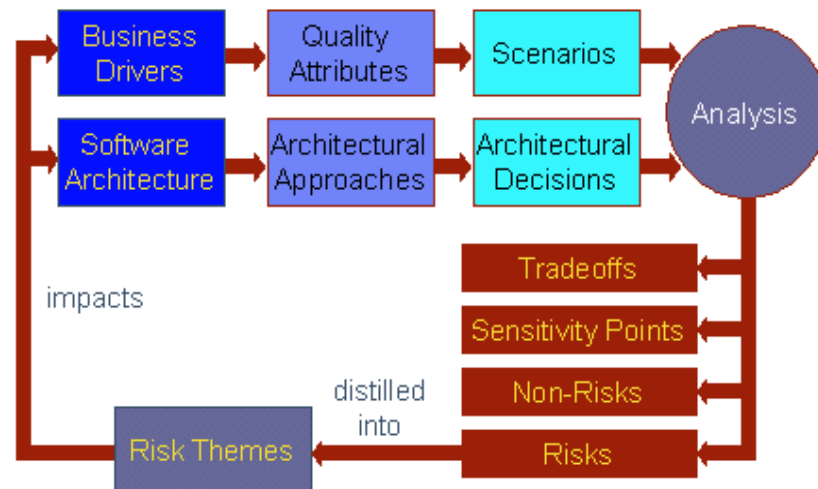 Business
Drivers
Quality
Attributes
Scenarios
Analysis
Software
Architecture
Architectural
Approaches
Architectural
Decisions
Tradeoffs
impacts
Sensitivity Points
Non-Risks
distilled
into
Risk Themes
Risks